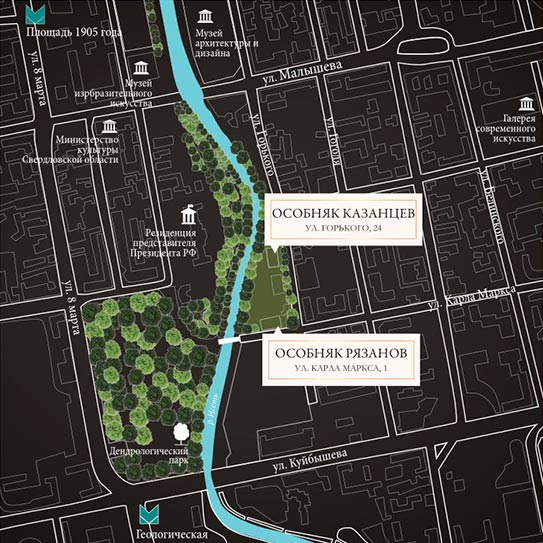 Площадь 1905 года
Музей
архитектуры и
дизайна
ул. 8 марта
Музей
изрбразительного
искусства
ул. Малышева
Галерея
современного
искусства
Министерство
культуры
Свердловской области
ул. Горького
ул. Гоголя
ул. Белинского
Резиденция
представителя
Президента РФ
ОСОБНЯК КАЗАНЦЕВ
УЛ. ГОРЬКОГО, 24
ул. Карла Маркса
ул. 8 марта
ОСОБНЯК РЯЗАНОВ
УЛ. КАРЛА МАРКСА, 1
р. Исеть
Дендрологический
парк
ул. Куйбышева
Геологическая